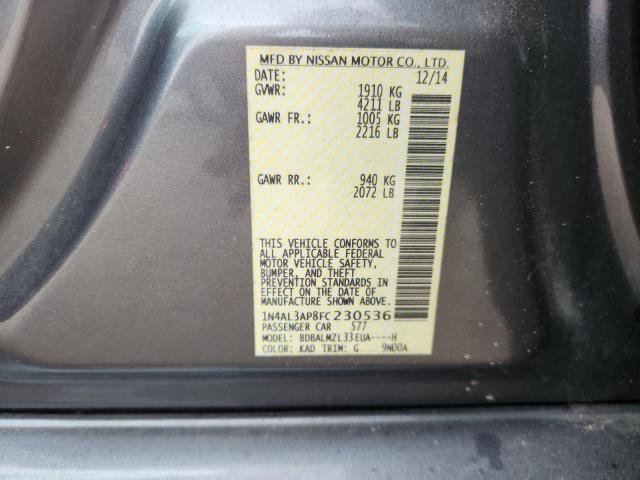 MFD BY NISSAN MOTOR CO., LTD.
DATE: 12/14
GVWR: 1910 KG
4211 LB
GAWR FR.: 1005 KG
2216 LB
GAWR RR.: 940 KG
2072 LB
THIS VEHICLE CONFORMS TO
ALL APPLICABLE FEDERAL
MOTOR VEHICLE SAFETY,
BUMPER, AND THEFT
PREVENTION STANDARDS IN
EFFECT ON THE DATE OF
MANUFACTURE SHOWN ABOVE.
1N4AL3AP8FC230536
PASSENGER CAR 577
MODEL: BDBALMZL33EUA----H
COLOR: KAD TRIM: G 9N00A